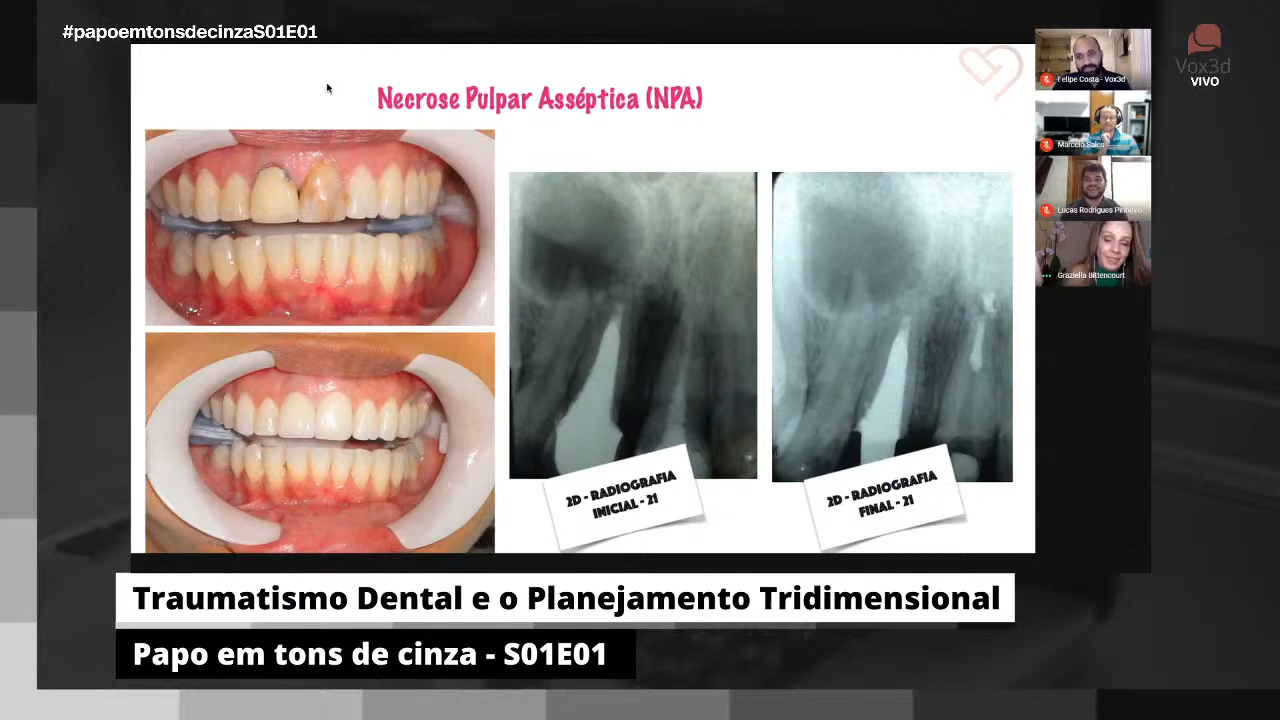 #papoemtonsdecinzaS01E01
Vox3d
VIVO
Necrose Pulpar Asséptica (NPA)
Felipe Costa - Vox3d
Marcelo Sales
Lucas Rodrigues Pinheiro
Graziella Bittencourt
2D - RADIOGRAFIA
INICIAL - 21
2D - RADIOGRAFIA
FINAL - 21
Traumatismo Dental e o Planejamento Tridimensional
Papo em tons de cinza - S01E01